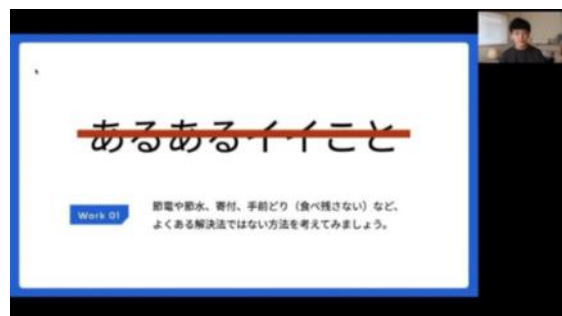 あるあるイイこと
Work 01
節電や節水、寄付、手前どり（食べ残さない）など、
よくある解決法ではない方法を考えてみましょう。